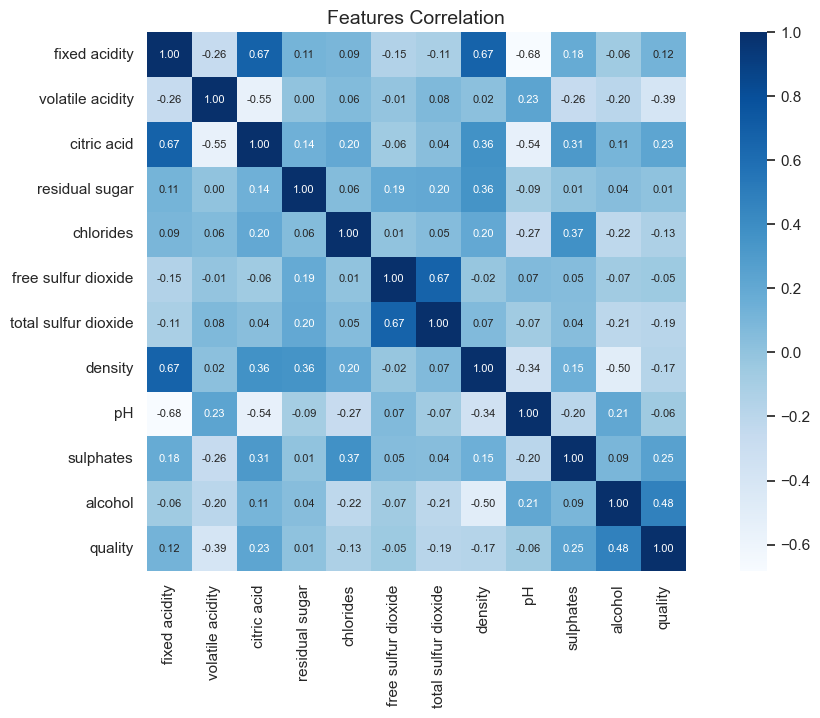 Features Correlation
fixed acidity 1.00 -0.26 0.67 0.11 0.09 -0.15 -0.11 0.67 -0.68 0.18 -0.06 0.12
volatile acidity -0.26 1.00 -0.55 0.00 0.06 -0.01 0.08 0.02 0.23 -0.26 -0.20 -0.39
citric acid 0.67 -0.55 1.00 0.14 0.20 -0.06 0.04 0.36 -0.54 0.31 0.11 0.23
residual sugar 0.11 0.00 0.14 1.00 0.06 0.19 0.20 0.36 -0.09 0.01 0.04 0.01
chlorides 0.09 0.06 0.20 0.06 1.00 0.01 0.05 0.20 -0.27 0.37 -0.22 -0.13
free sulfur dioxide -0.15 -0.01 -0.06 0.19 0.01 1.00 0.67 -0.02 0.07 0.05 -0.07 -0.05
total sulfur dioxide -0.11 0.08 0.04 0.20 0.05 0.67 1.00 0.07 -0.07 0.04 -0.21 -0.19
density 0.67 0.02 0.36 0.36 0.20 -0.02 0.07 1.00 -0.34 0.15 -0.50 -0.17
pH -0.68 0.23 -0.54 -0.09 -0.27 0.07 -0.07 -0.34 1.00 -0.20 0.21 -0.06
sulphates 0.18 -0.26 0.31 0.01 0.37 0.05 0.04 0.15 -0.20 1.00 0.09 0.25
alcohol -0.06 -0.20 0.11 0.04 -0.22 -0.07 -0.21 -0.50 0.21 0.09 1.00 0.48
quality 0.12 -0.39 0.23 0.01 -0.13 -0.05 -0.19 -0.17 -0.06 0.25 0.48 1.00
fixed acidity
volatile acidity
citric acid
residual sugar
chlorides
free sulfur dioxide
total sulfur dioxide
density
pH
sulphates
alcohol
quality
1.0
0.8
0.6
0.4
0.2
0.0
−0.2
−0.4
−0.6